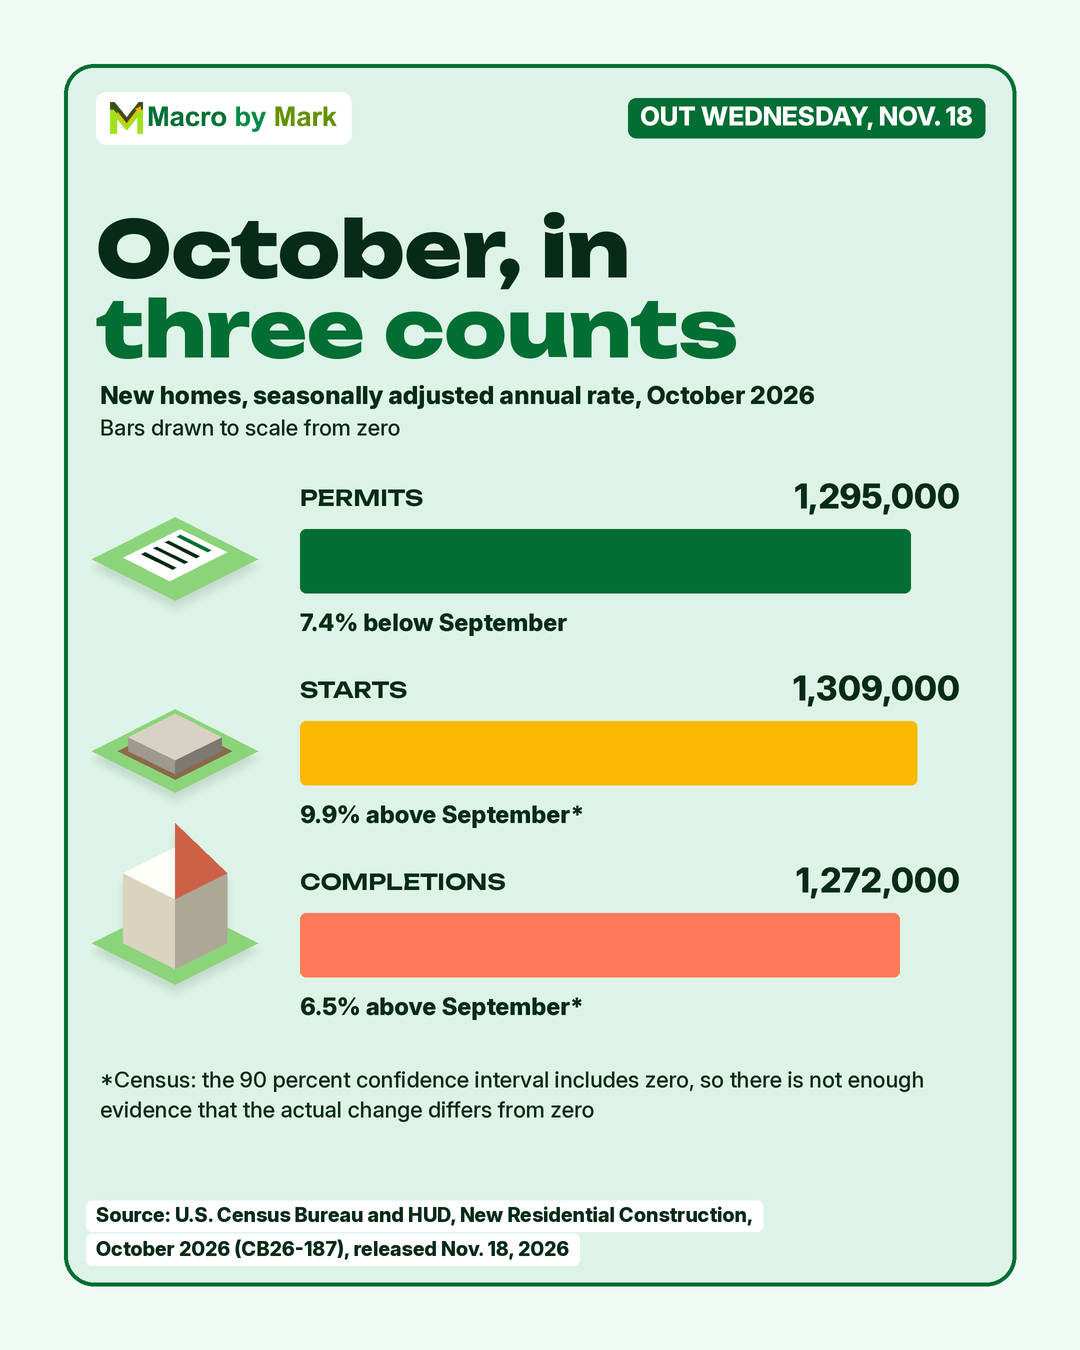 Macro by Mark
OUT WEDNESDAY, NOV. 18
October, in
three counts
New homes, seasonally adjusted annual rate, October 2026
Bars drawn to scale from zero
PERMITS
1,295,000
7.4% below September
STARTS
1,309,000
9.9% above September*
COMPLETIONS
1,272,000
6.5% above September*
*Census: the 90 percent confidence interval includes zero, so there is not enough
evidence that the actual change differs from zero
Source: U.S. Census Bureau and HUD, New Residential Construction,
October 2026 (CB26-187), released Nov. 18, 2026